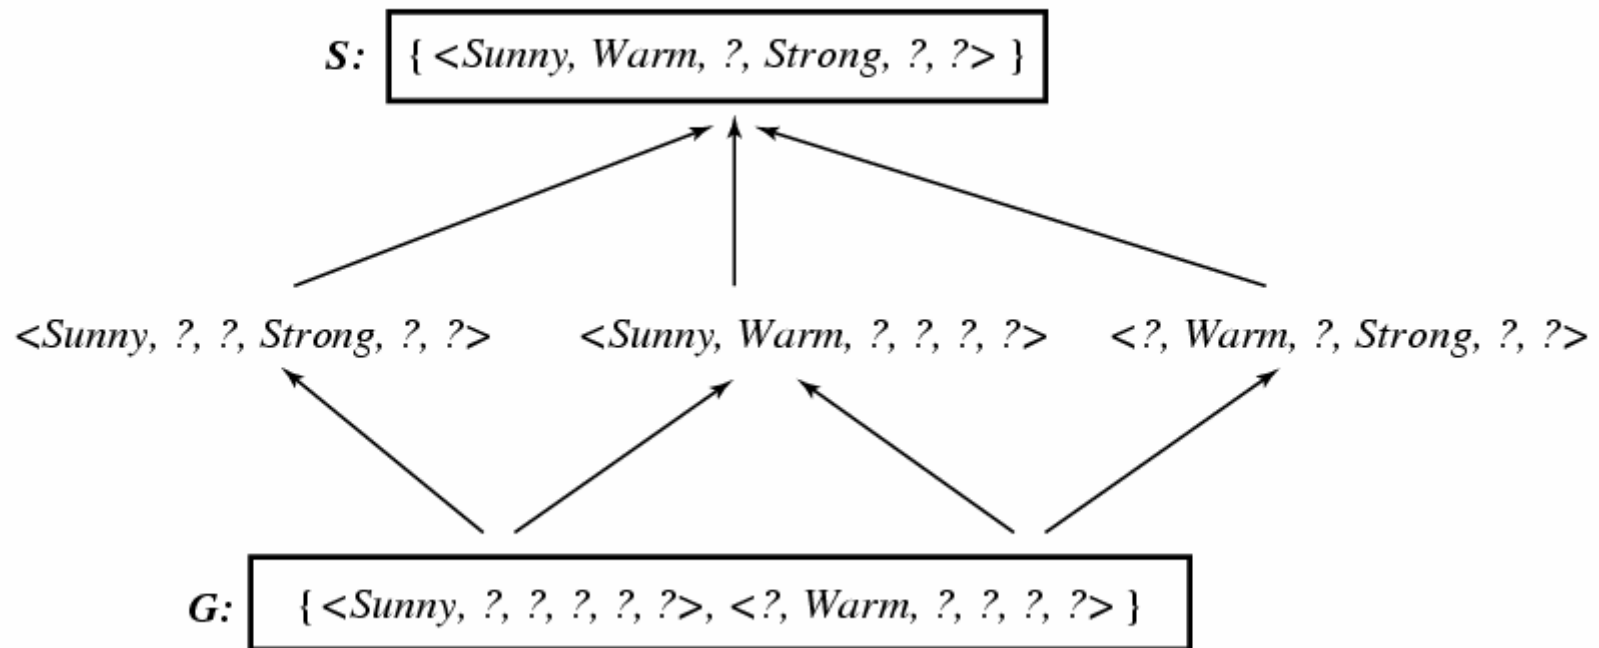 S: { <Sunny, Warm, ?, Strong, ?, ?> }
<Sunny, ?, ?, Strong, ?, ?> <Sunny, Warm, ?, ?, ?, ?> <?, Warm, ?, Strong, ?, ?>
G: { <Sunny, ?, ?, ?, ?, ?>, <?, Warm, ?, ?, ?, ?> }